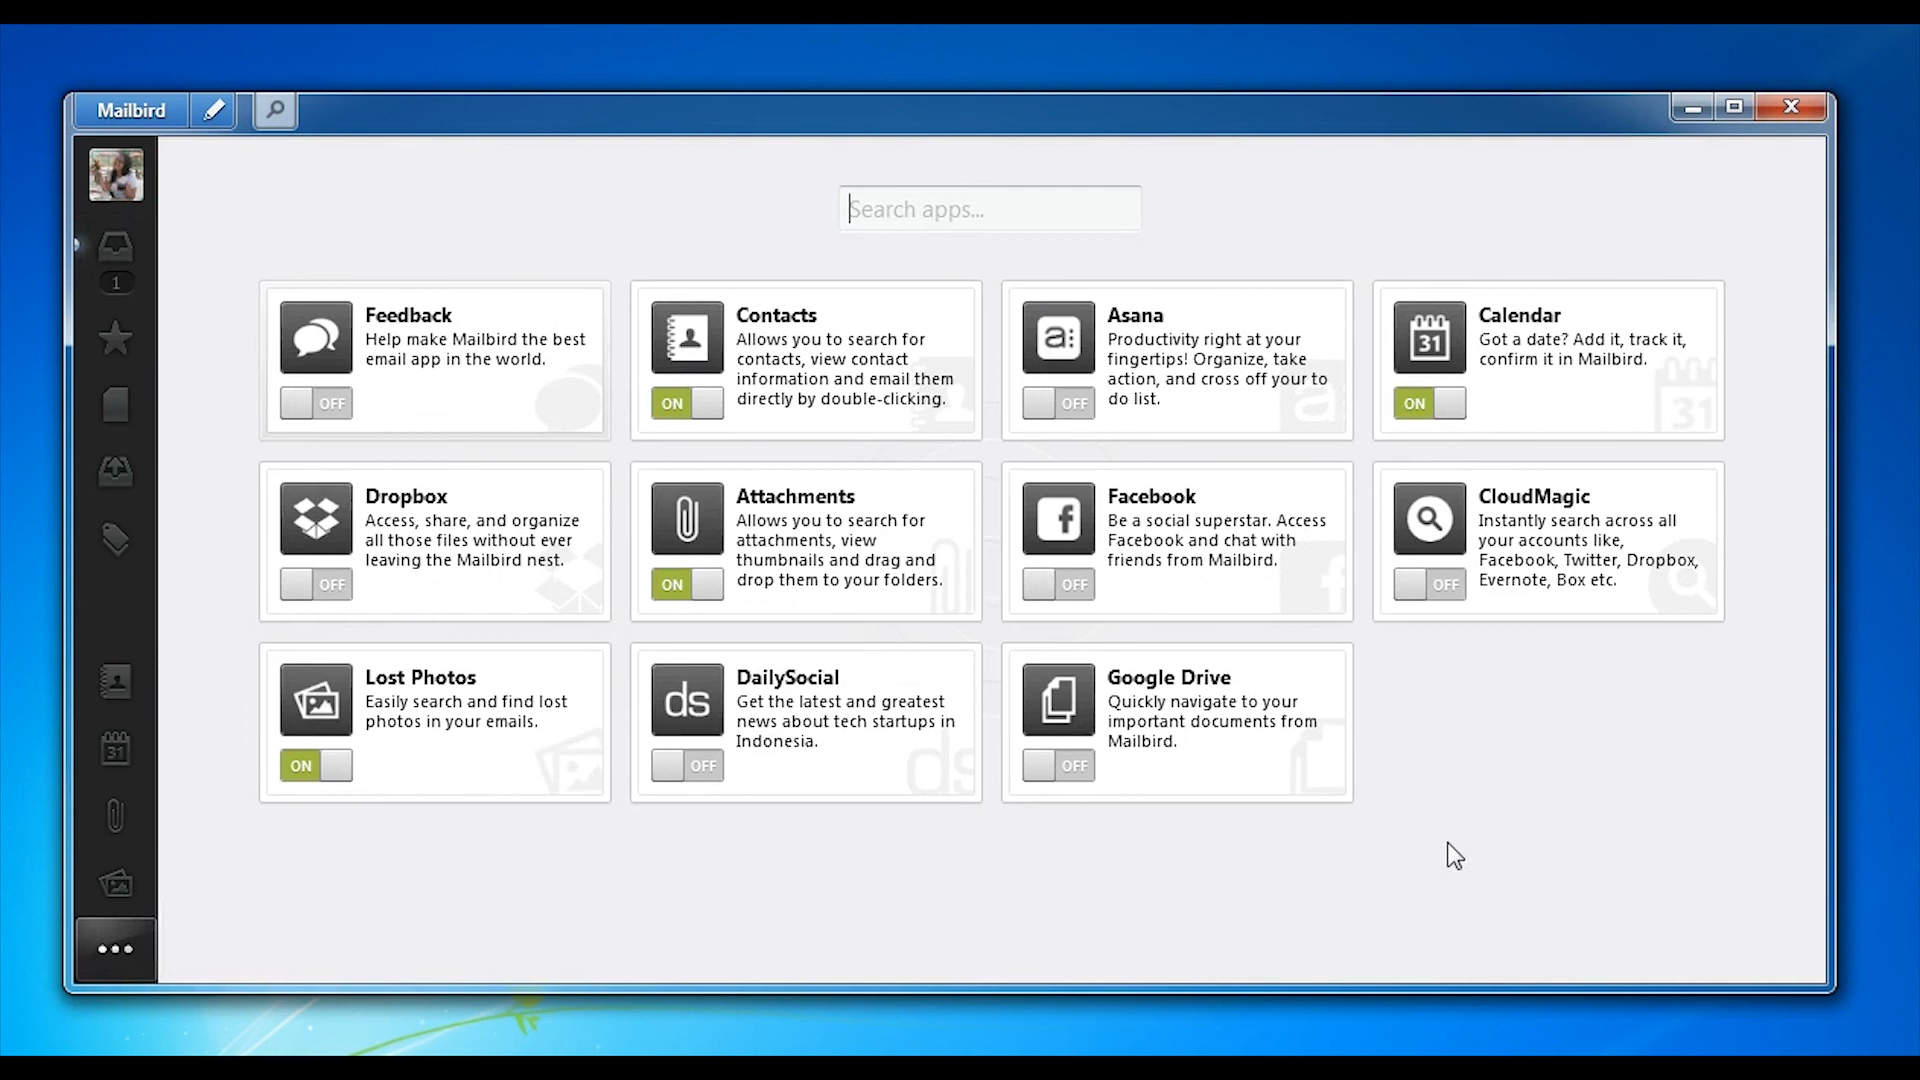 Mailbird
Search apps...
1
Feedback
Help make Mailbird the best
email app in the world.
OFF
Contacts
Allows you to search for
contacts, view contact
information and email them
directly by double-clicking.
ON
Asana
Productivity right at your
fingertips! Organize, take
action, and cross off your to
do list.
a:
OFF
Calendar
Got a date? Add it, track it,
confirm it in Mailbird.
31
ON
31
Dropbox
Access, share, and organize
all those files without ever
leaving the Mailbird nest.
OFF
Attachments
Allows you to search for
attachments, view
thumbnails and drag and
drop them to your folders.
ON
Facebook
Be a social superstar. Access
Facebook and chat with
friends from Mailbird.
f
OFF
CloudMagic
Instantly search across all
your accounts like,
Facebook, Twitter, Dropbox,
Evernote, Box etc.
OFF
Lost Photos
Easily search and find lost
photos in your emails.
ON
DailySocial
Get the latest and greatest
news about tech startups in
Indonesia.
ds
OFF
ds
Google Drive
Quickly navigate to your
important documents from
Mailbird.
OFF
31